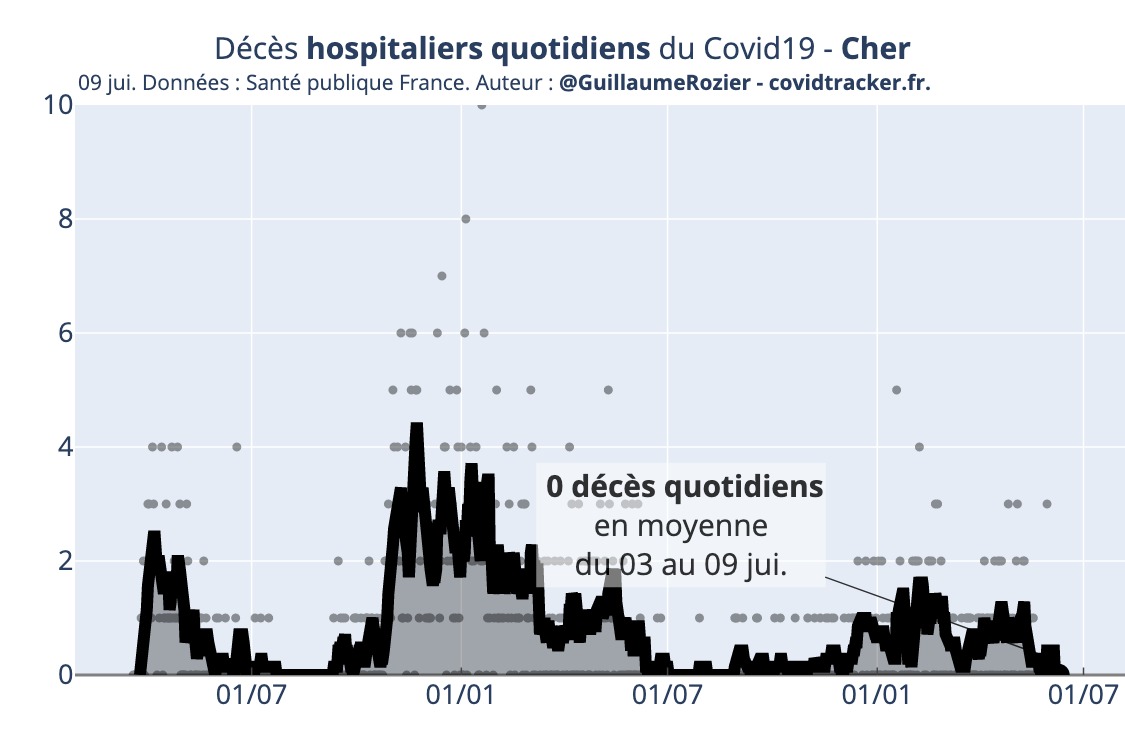 Décès hospitaliers quotidiens du Covid19 - Cher
09 jui. Données : Santé publique France. Auteur : @GuillaumeRozier - covidtracker.fr.
10
8
6
4
2
0
0 décès quotidiens
en moyenne
du 03 au 09 jui.
01/07 01/01 01/07 01/01 01/07